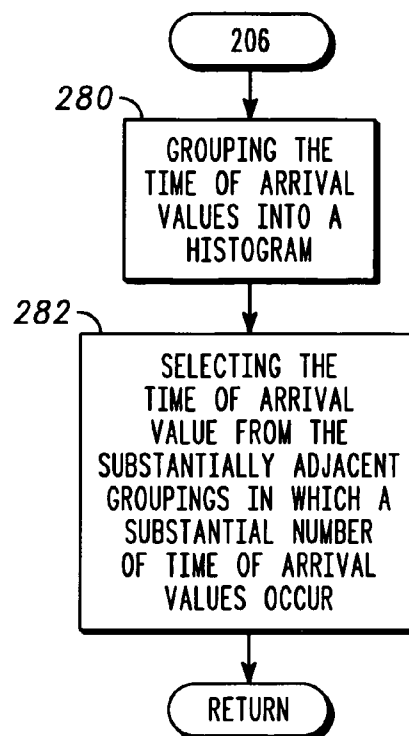 206
280
GROUPING THE
TIME OF ARRIVAL
VALUES INTO A
HISTOGRAM
282
SELECTING THE
TIME OF ARRIVAL
VALUE FROM THE
SUBSTANTIALLY ADJACENT
GROUPINGS IN WHICH A
SUBSTANTIAL NUMBER
OF TIME OF ARRIVAL
VALUES OCCUR
RETURN